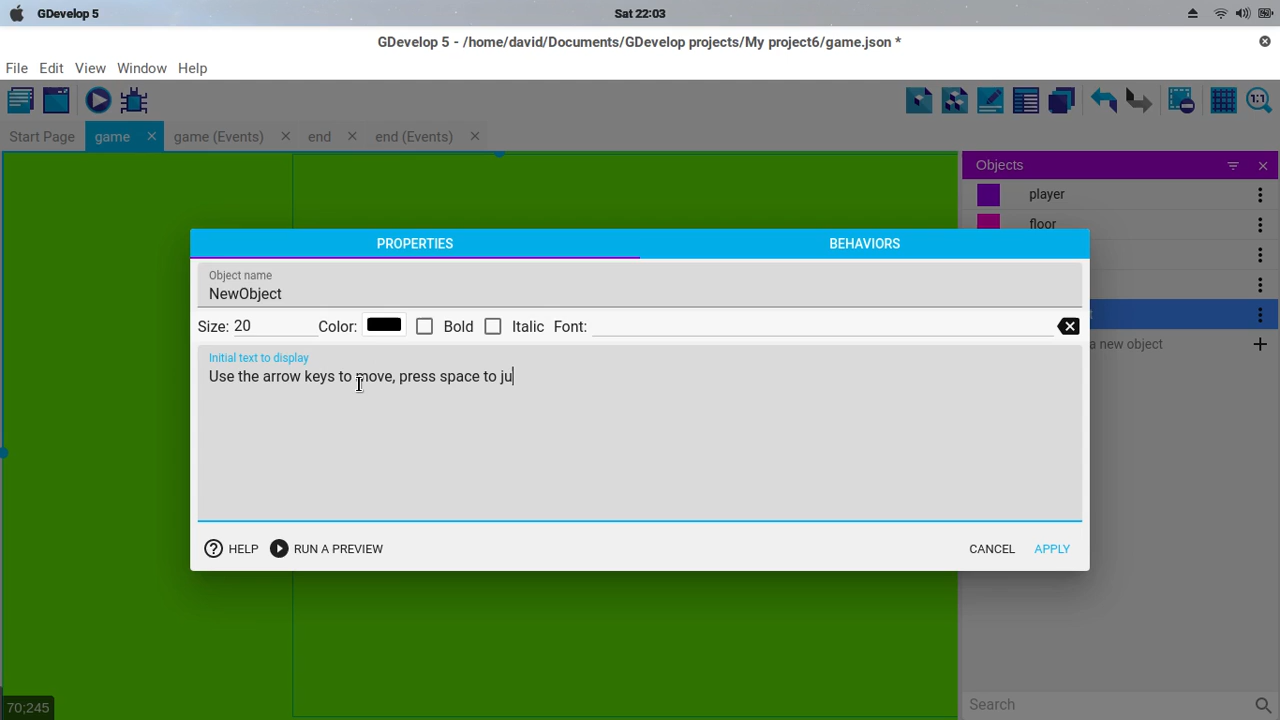 GDevelop 5
Sat 22:03
GDevelop 5 - /home/david/Documents/GDevelop projects/My project6/game.json *
File Edit View Window Help
1:1
Start Page game game (Events) end end (Events)
Objects
player
floor
PROPERTIES BEHAVIORS
Object name
NewObject
Size: 20 Color: Bold Italic Font:
a new object
Initial text to display
Use the arrow keys to move, press space to ju
HELP RUN A PREVIEW CANCEL APPLY
70;245
Search